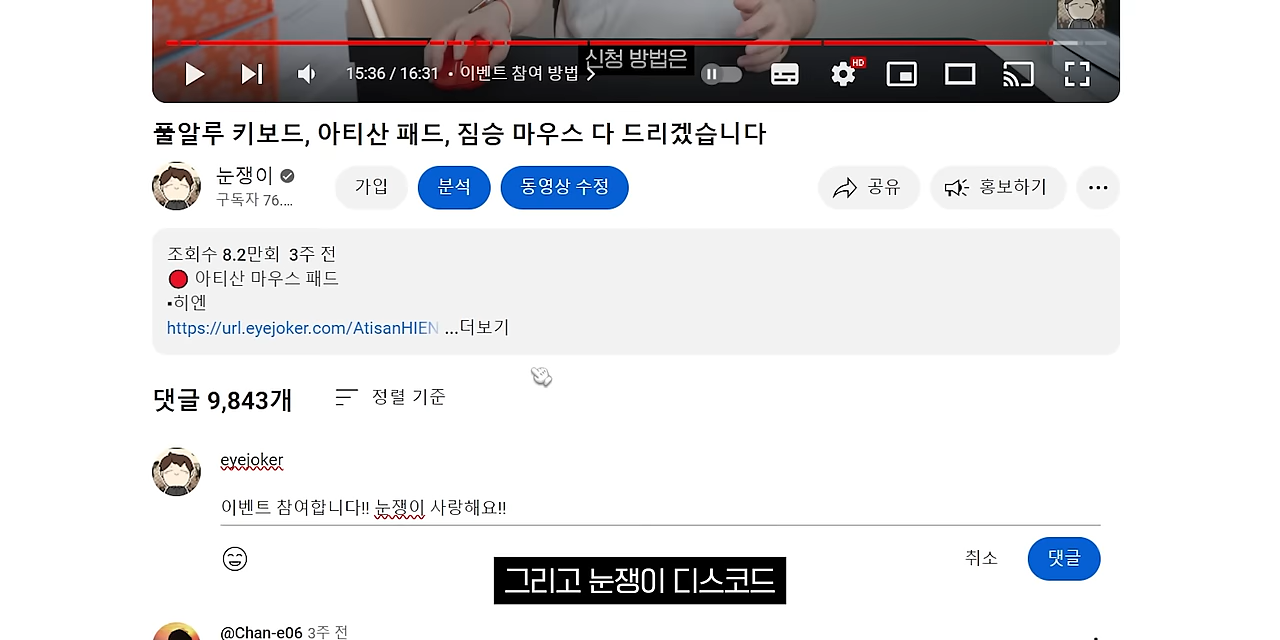 신청 방법은
15:36 / 16:31 • 이벤트 참여 방법
HD
풀알루 키보드, 아티산 패드, 짐승 마우스 다 드리겠습니다
눈쟁이
구독자 76....
가입
분석
동영상 수정
공유
홍보하기
조회수 8.2만회 3주 전
아티산 마우스 패드
▪히엔
https://url.eyejoker.com/AtisanHIEN ...더보기
댓글 9,843개
정렬 기준
eyejoker
이벤트 참여합니다!! 눈쟁이 사랑해요!!
취소
댓글
그리고 눈쟁이 디스코드
@Chan-e06 3주 전